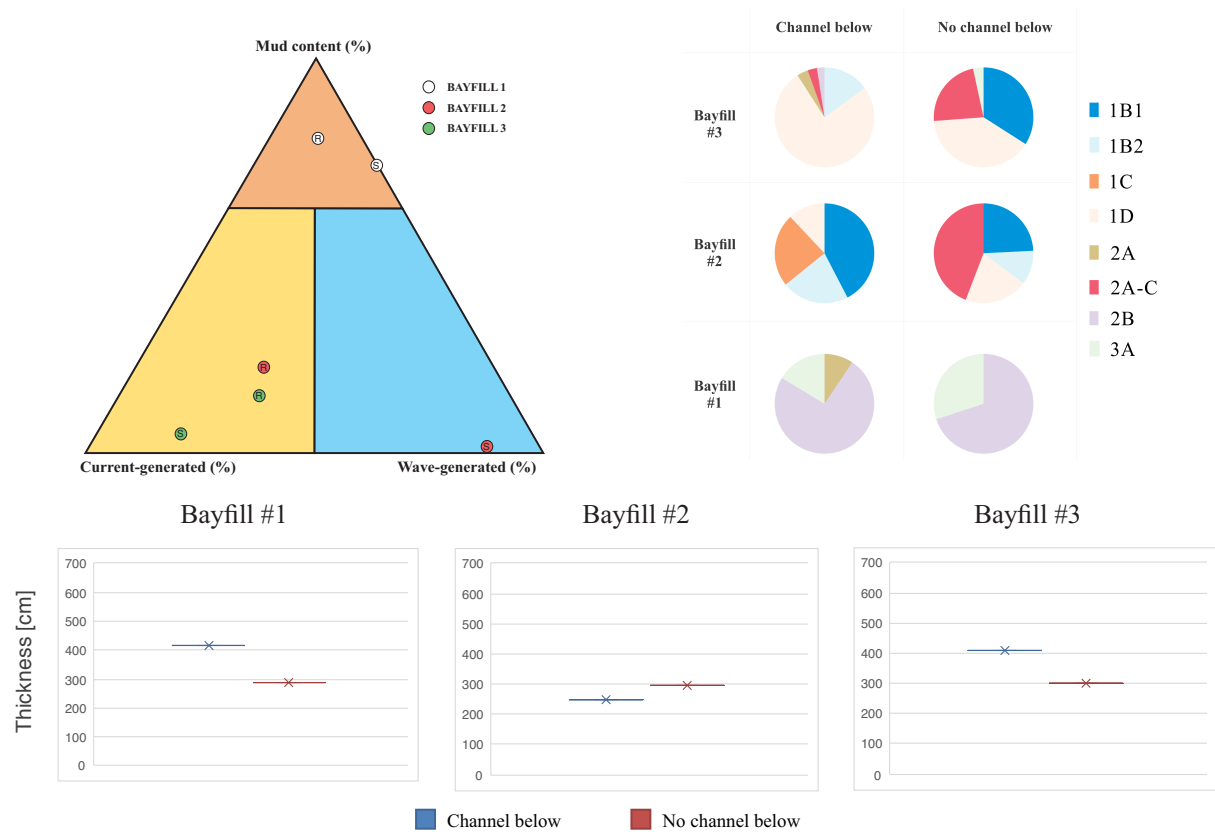 Mud content (%)
BAYFILL 1
BAYFILL 2
BAYFILL 3
R
S
R
R
S
S
Current-generated (%)
Wave-generated (%)
Channel below
No channel below
Bayfill
#3
Bayfill
#2
Bayfill
#1
1B1
1B2
1C
1D
2A
2A-C
2B
3A
Bayfill #1
Bayfill #2
Bayfill #3
Thickness [cm]
700
600
500
400
300
200
100
0
700
600
500
400
300
200
100
0
700
600
500
400
300
200
100
0
Channel below
No channel below